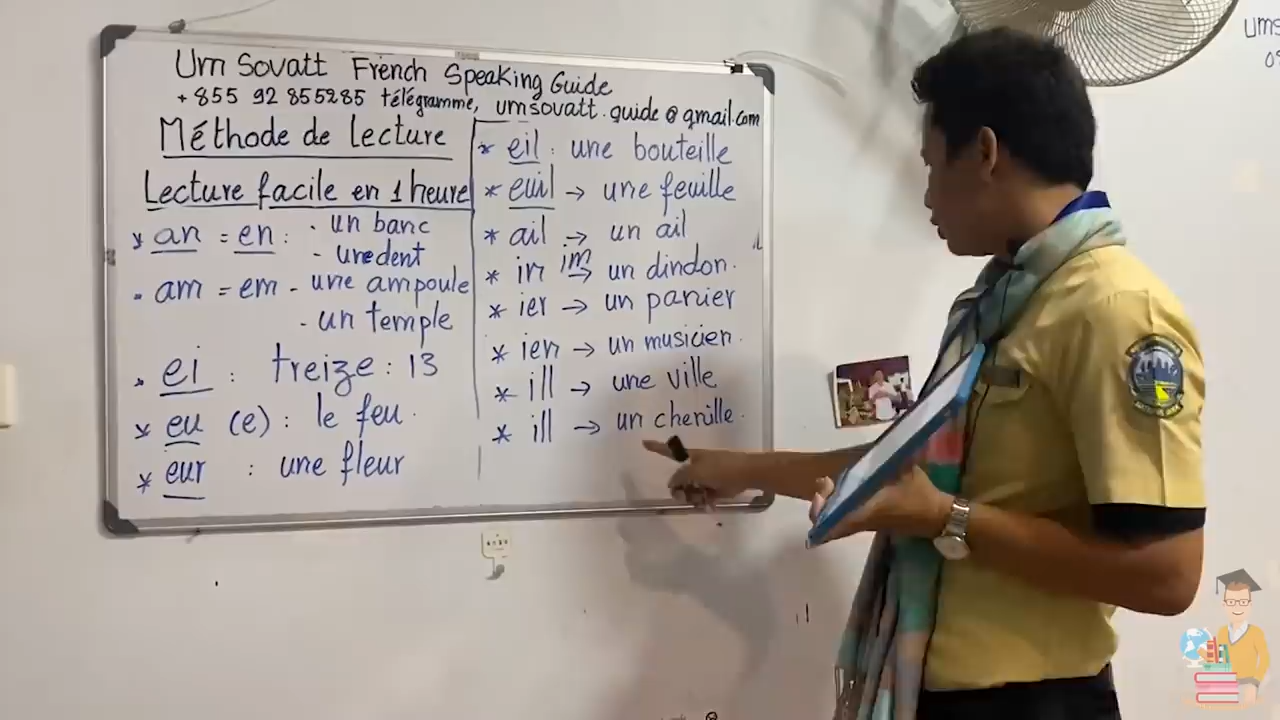 Um Sovatt French Speaking Guide
+855 92 855285 télégramme, umsovatt.guide@gmail.com
Méthode de Lecture
Lecture facile en 1 heure
* an = en : - un banc
- une dent
- am = em - une ampoule
- un temple
- ei : treize : 13
* eu (e) : le feu.
* eur : une fleur
* eil : une bouteille
* euil → une feuille
* ail → un ail
* in im → un dindon.
* ier → un panier
* ien → un musicien.
* ill → une ville
* ill → un chenille.